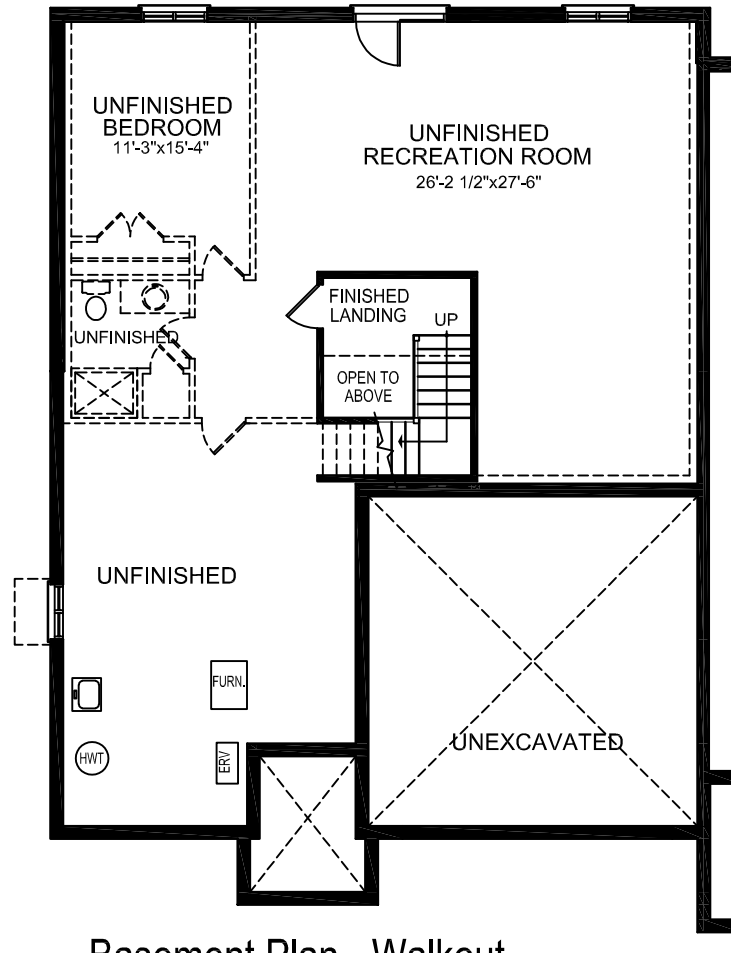 UNFINISHED
BEDROOM
11'-3"x15'-4"
UNFINISHED
RECREATION ROOM
26'-2 1/2"x27'-6"
FINISHED
LANDING
UP
UNFINISHED
OPEN TO
ABOVE
UNFINISHED
FURN.
HWT
ERV
UNEXCAVATED
Basement Plan - Walkout